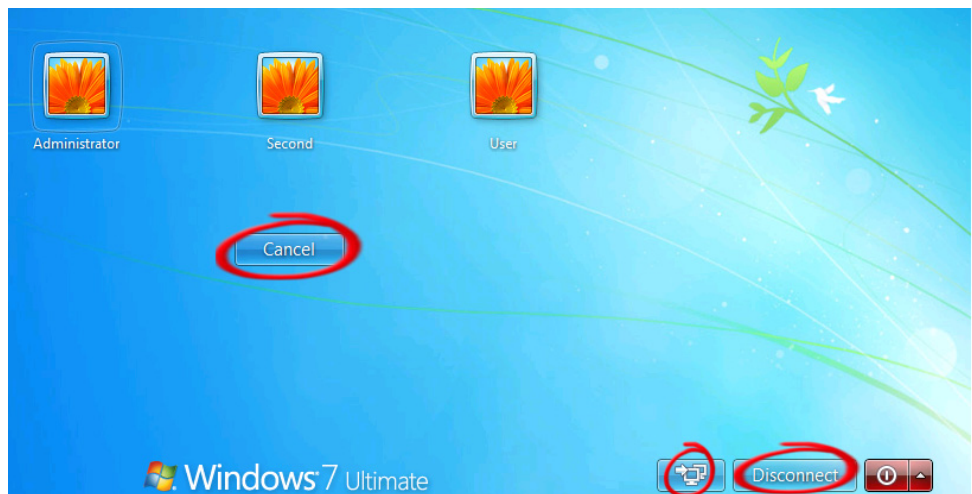 Administrator
Second
User
Cancel
Windows 7 Ultimate
Disconnect